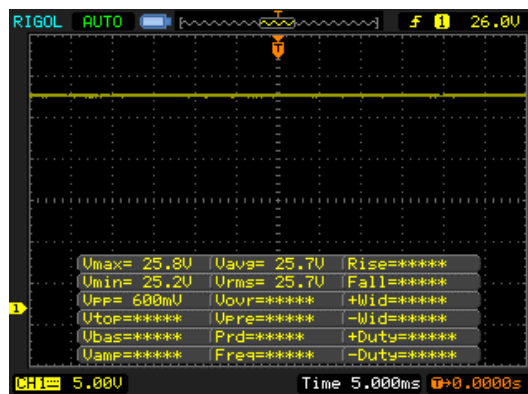 RIGOL AUTO T 1 26.0V
T
Vmax= 25.8V Vavg= 25.7V Rise=*****
Vmin= 25.2V Vrms= 25.7V Fall=*****
Vpp= 600mV Vovr=***** +Wid=*****
1
Vtop=***** Vpre=***** -Wid=*****
Vbas=***** Prd=***** +Duty=*****
Vamp=***** Freq=***** -Duty=*****
CH1 5.00V Time 5.000ms T→0.0000s